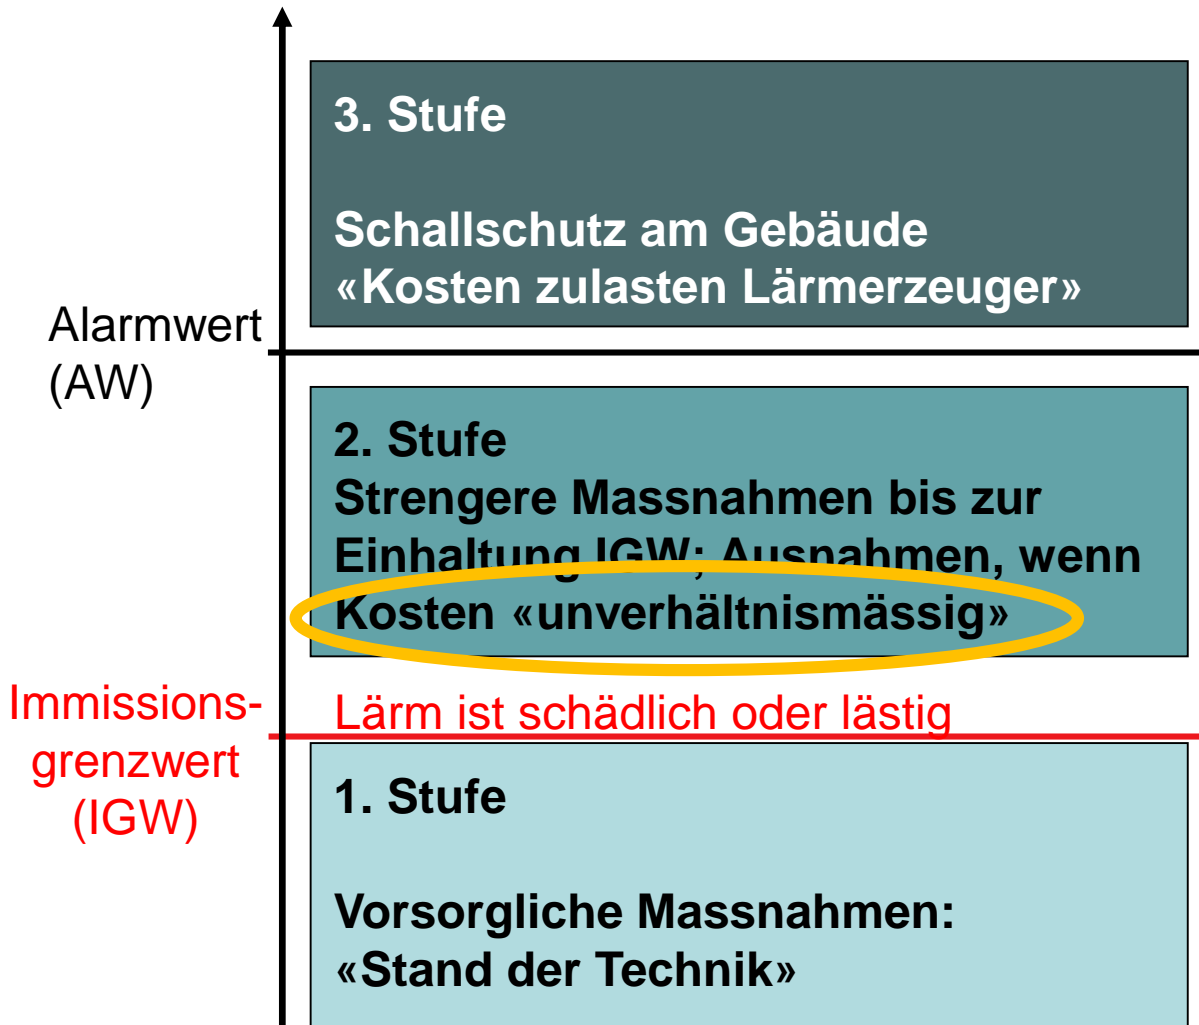 3. Stufe
Schallschutz am Gebäude
«Kosten zulasten Lärmerzeuger»
Alarmwert
(AW)
2. Stufe
Strengere Massnahmen bis zur
Einhaltung IGW; Ausnahmen, wenn
Kosten «unverhältnismässig»
Immissions-
grenzwert
(IGW)
Lärm ist schädlich oder lästig
1. Stufe
Vorsorgliche Massnahmen:
«Stand der Technik»